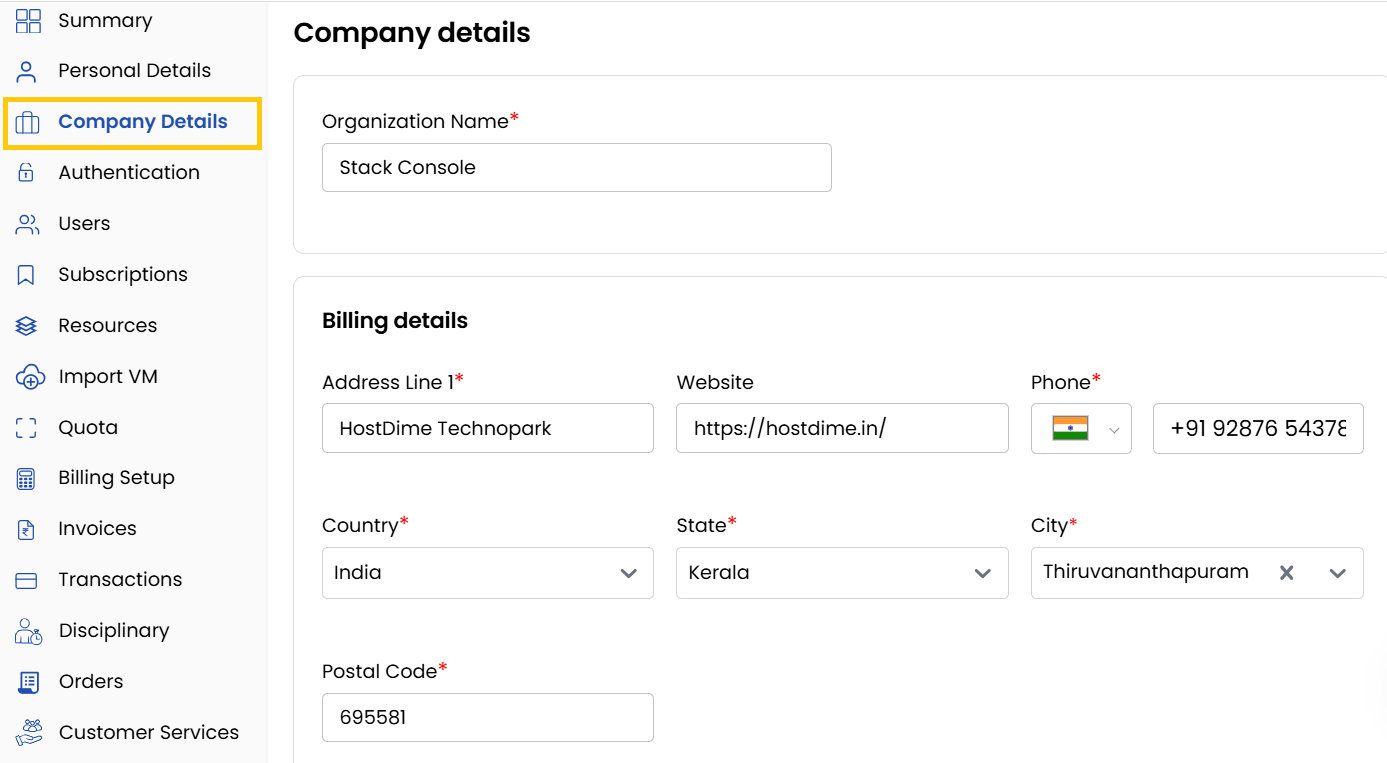 Summary
Personal Details
Company Details
Authentication
Users
Subscriptions
Resources
Import VM
Quota
Billing Setup
Invoices
Transactions
Disciplinary
Orders
Customer Services
Company details
Organization Name*
Stack Console
Billing details
Address Line 1* Website Phone*
HostDime Technopark https://hostdime.in/ +91 92876 54378
Country* State* City*
India Kerala Thiruvananthapuram
Postal Code*
695581